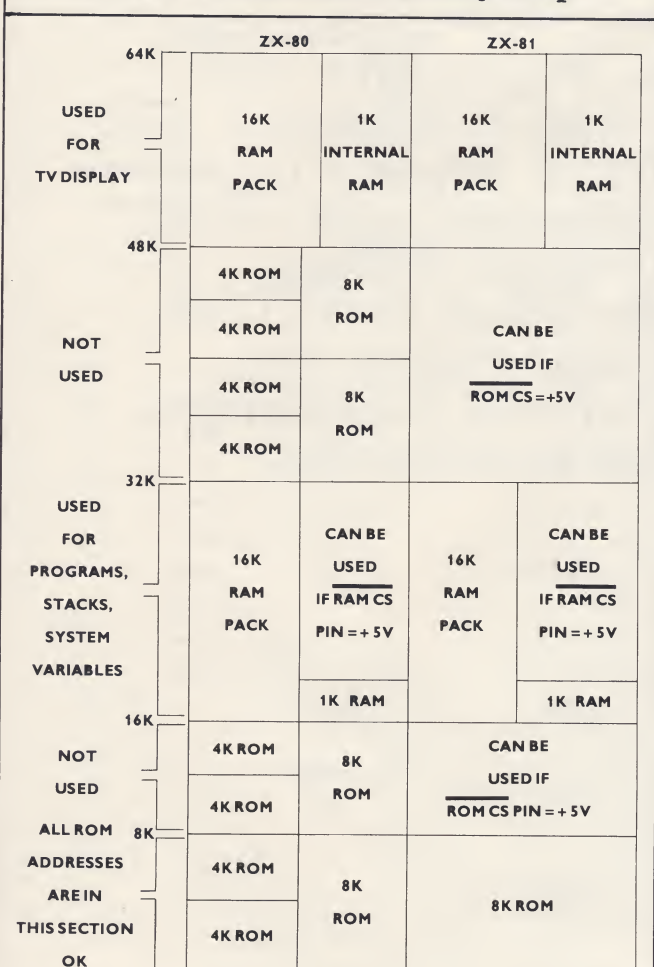 ZX-80 ZX-81
64K
USED
FOR
TV DISPLAY
16K
RAM
PACK
1K
INTERNAL
RAM
16K
RAM
PACK
1K
INTERNAL
RAM
48K
NOT
USED
4K ROM
4K ROM
4K ROM
4K ROM
8K
ROM
8K
ROM
CAN BE
USED IF
ROM CS = +5V
32K
USED
FOR
PROGRAMS,
STACKS,
SYSTEM
VARIABLES
16K
RAM
PACK
CAN BE
USED
IF RAM CS
PIN = + 5V
1K RAM
16K
RAM
PACK
CAN BE
USED
IF RAM CS
PIN = + 5V
1K RAM
16K
NOT
USED
4K ROM
4K ROM
8K
ROM
CAN BE
USED IF
ROM CS PIN = + 5V
8K
ALL ROM
ADDRESSES
ARE IN
THIS SECTION
OK
4K ROM
4K ROM
8K
ROM
8K ROM